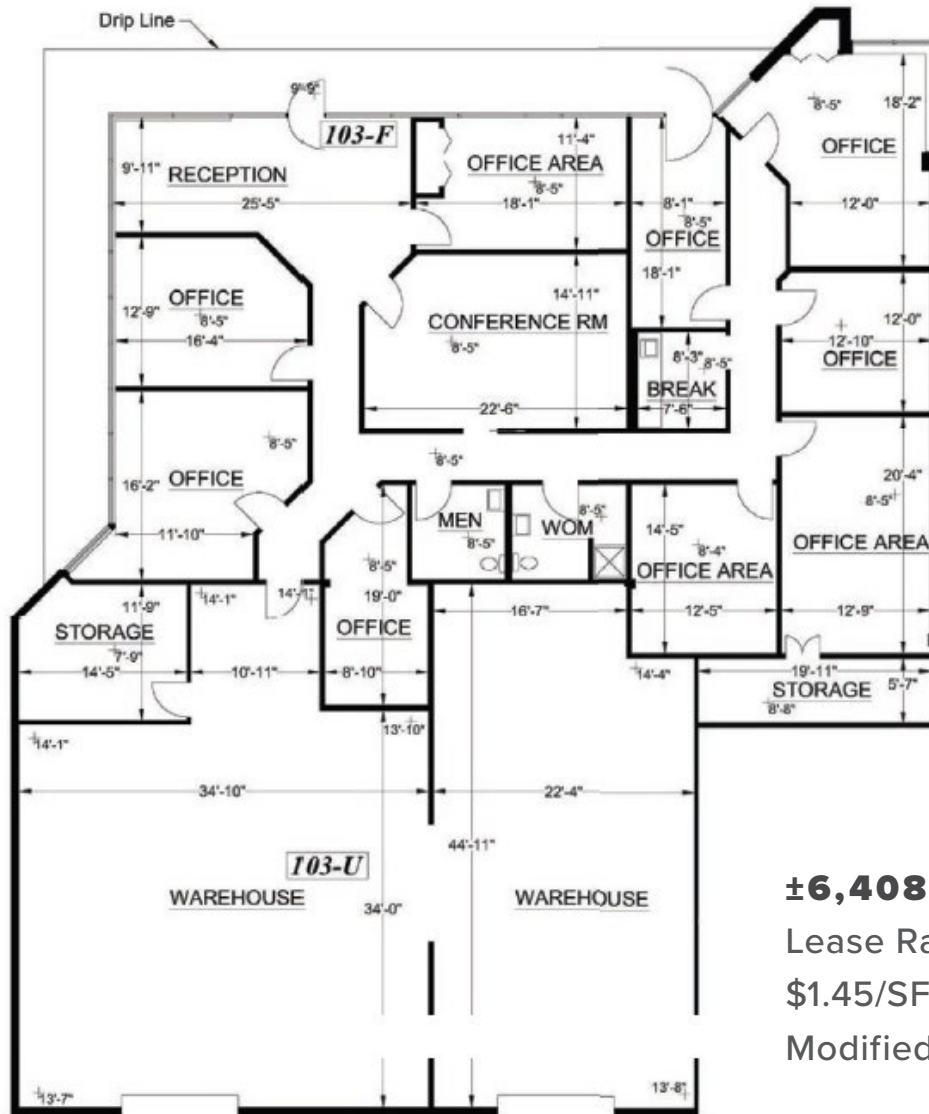 Drip Line
9'-9"
103-F
9'-11"
RECEPTION
25'-5"
11'-4"
OFFICE AREA
8'-5"
18'-1"
8'-1"
8'-5"
OFFICE
18'-1"
8'-5"
18'-2"
OFFICE
12'-0"
12'-9"
OFFICE
8'-5"
16'-4"
14'-11"
CONFERENCE RM
8'-5"
22'-6"
8'-3"
8'-5"
BREAK
7'-6"
12'-0"
12'-10"
OFFICE
8'-5"
16'-2"
OFFICE
11'-10"
8'-5"
MEN
8'-5"
8'-5"
WOM
14'-5"
8'-4"
OFFICE AREA
12'-5"
20'-4"
8'-5"
OFFICE AREA
12'-9"
11'-9"
STORAGE
7'-9"
14'-5"
14'-1"
14'-1"
10'-11"
8'-5"
19'-0"
OFFICE
8'-10"
16'-7"
14'-4"
19'-11"
5'-7"
STORAGE
8'-8"
14'-1"
13'-10"
34'-10"
22'-4"
44'-11"
103-U
WAREHOUSE
34'-0"
WAREHOUSE
13'-7"
13'-8"
±6,408
Lease Ra
$1.45/SF
Modified